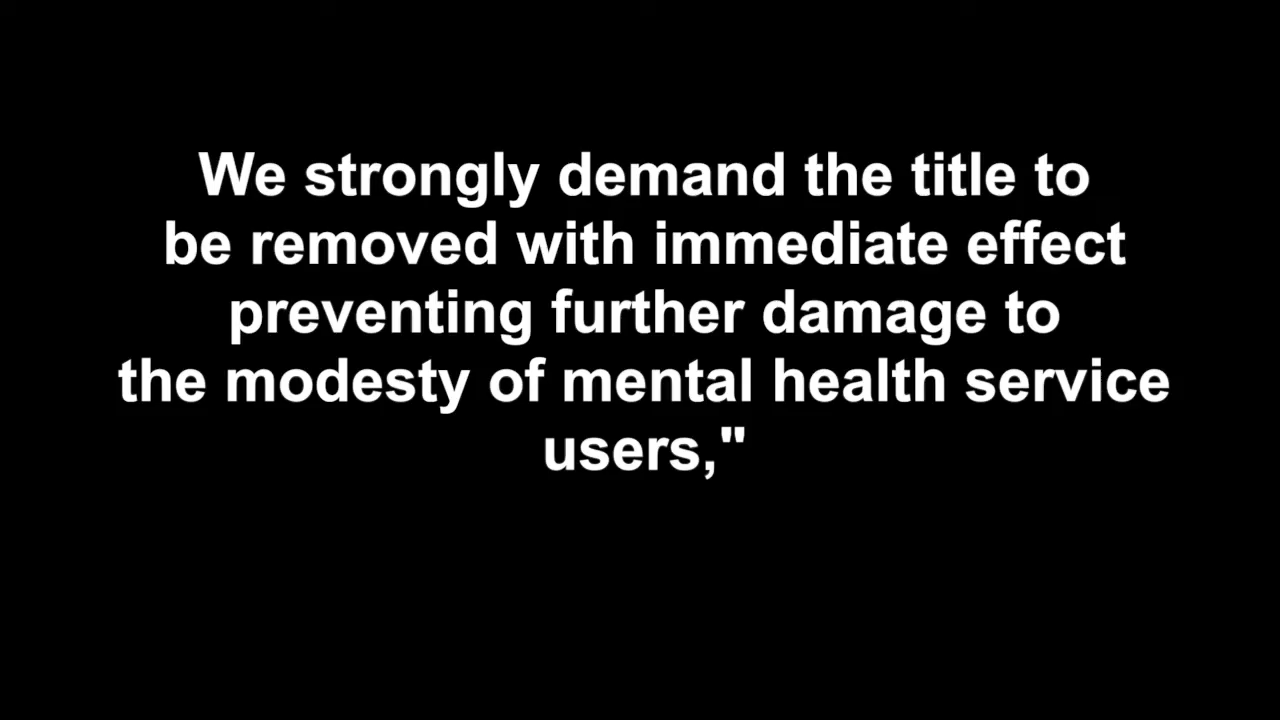 We strongly demand the title to
be removed with immediate effect
preventing further damage to
the modesty of mental health service
users,"